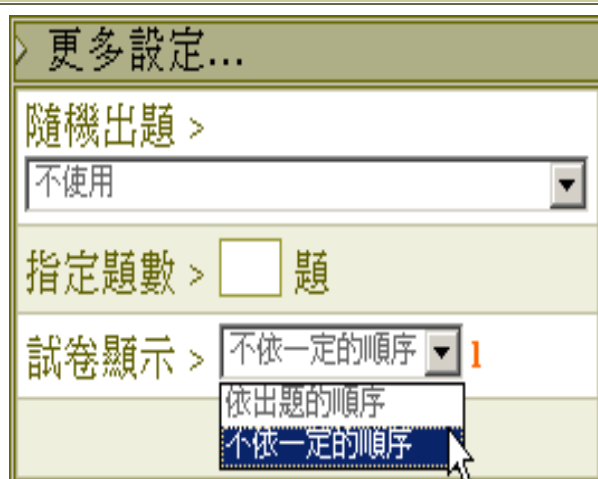 更多設定...
隨機出題 >
不使用
指定題數 > 題
試卷顯示 > 不依一定的順序 1
依出題的順序
不依一定的順序